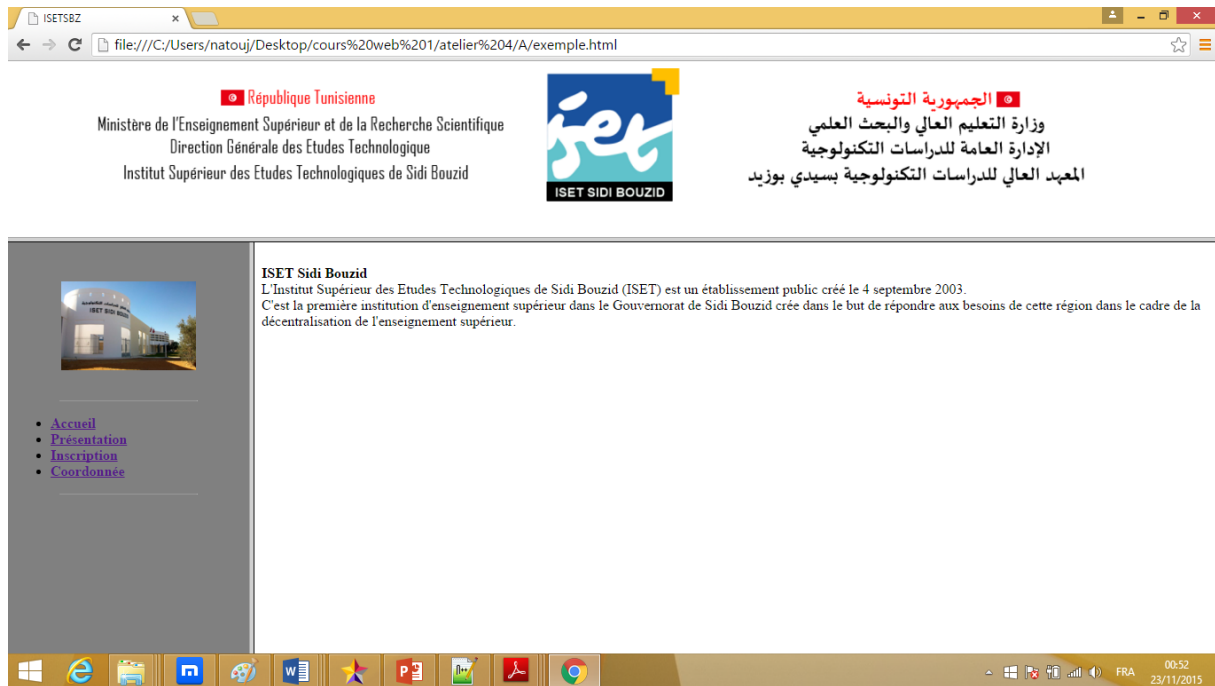 ISETSBZ
file:///C:/Users/natouj/Desktop/cours%20web%201/atelier%204/A/exemple.html
République Tunisienne
Ministère de l'Enseignement Supérieur et de la Recherche Scientifique
Direction Générale des Etudes Technologique
Institut Supérieur des Etudes Technologiques de Sidi Bouzid
iset
ISET SIDI BOUZID
الجمهورية التونسية
وزارة التعليم العالي والبحث العلمي
الإدارة العامة للدراسات التكنولوجية
المعهد العالي للدراسات التكنولوجية بسيدي بوزيد
ISET SIDI BOUZID
Accueil
Présentation
Inscription
Coordonnée
ISET Sidi Bouzid
L'Institut Supérieur des Etudes Technologiques de Sidi Bouzid (ISET) est un établissement public créé le 4 septembre 2003.
C'est la première institution d'enseignement supérieur dans le Gouvernorat de Sidi Bouzid crée dans le but de répondre aux besoins de cette région dans le cadre de la
décentralisation de l'enseignement supérieur.
FRA
00:52
23/11/2015